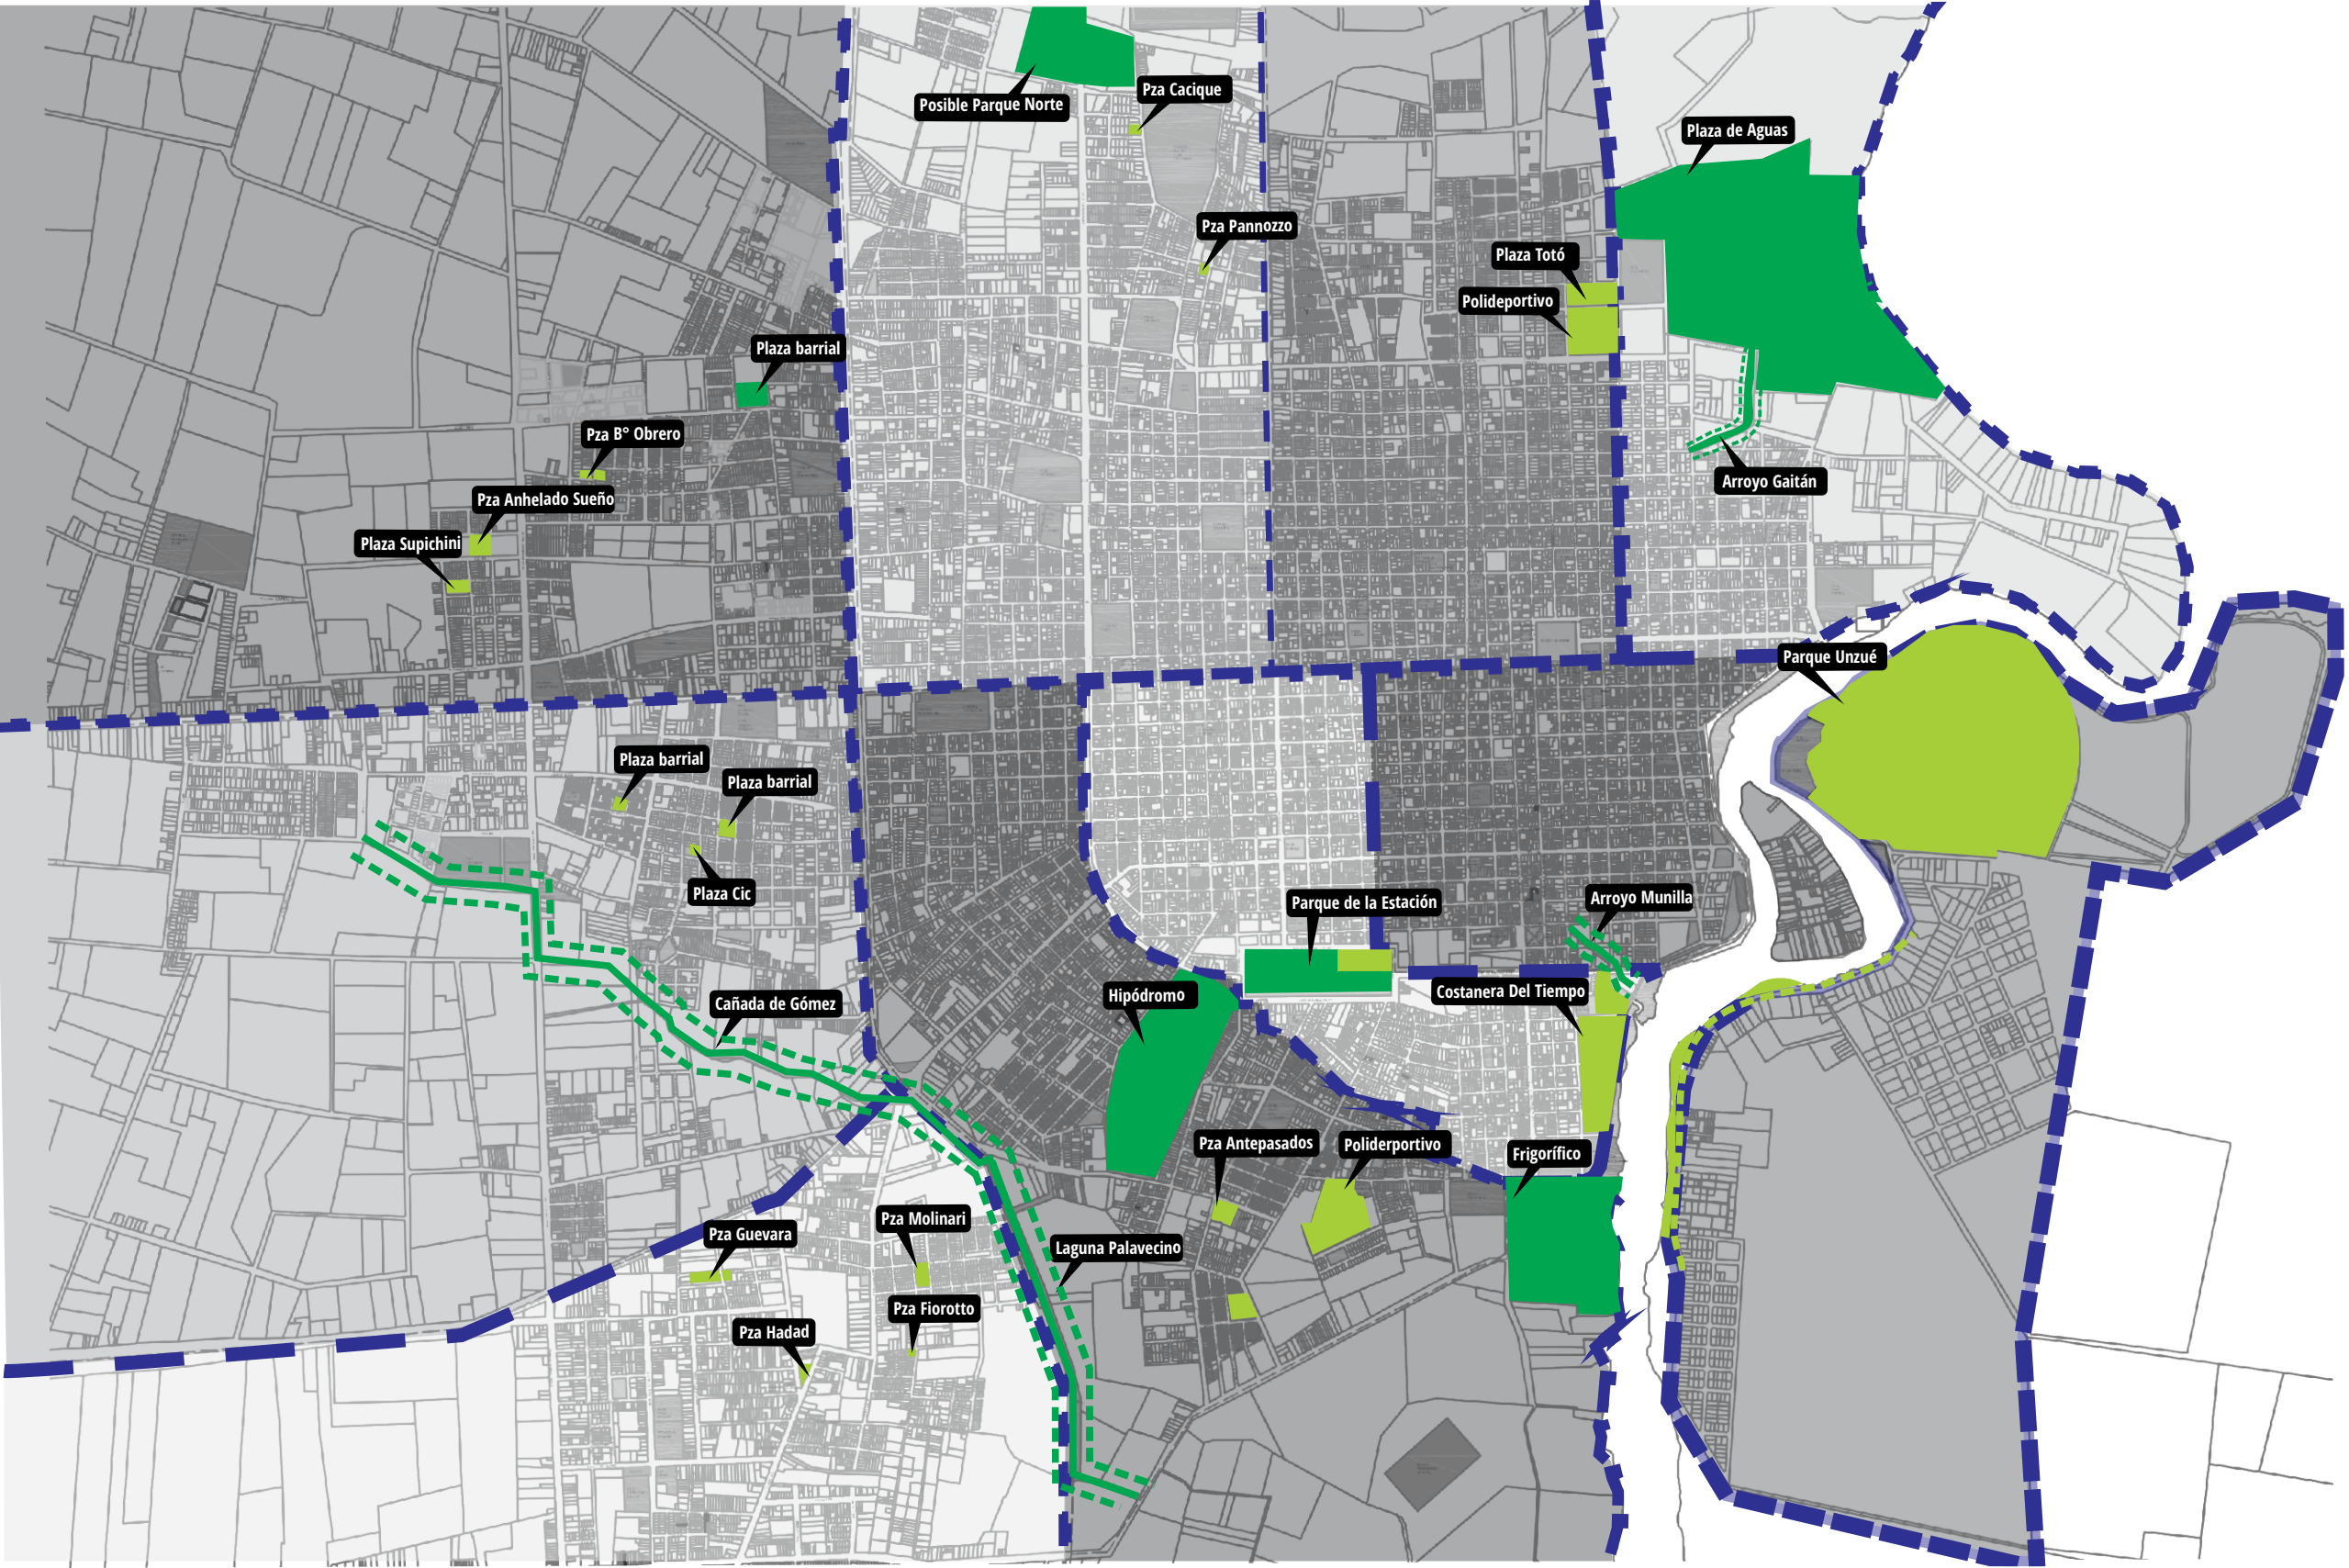 Posible Parque Norte
Pza Cacique
Plaza de Aguas
Pza Pannozzo
Plaza Totó
Polideportivo
Plaza barrial
Pza B° Obrero
Arroyo Gaitán
Pza Anhelado Sueño
Plaza Supichini
Parque Unzué
Plaza barrial
Plaza barrial
Plaza Cic
Parque de la Estación
Arroyo Munilla
Costanera Del Tiempo
Hipódromo
Cañada de Gómez
Pza Antepasados
Poliderportivo
Frigorífico
Pza Molinari
Pza Guevara
Laguna Palavecino
Pza Fiorotto
Pza Hadad